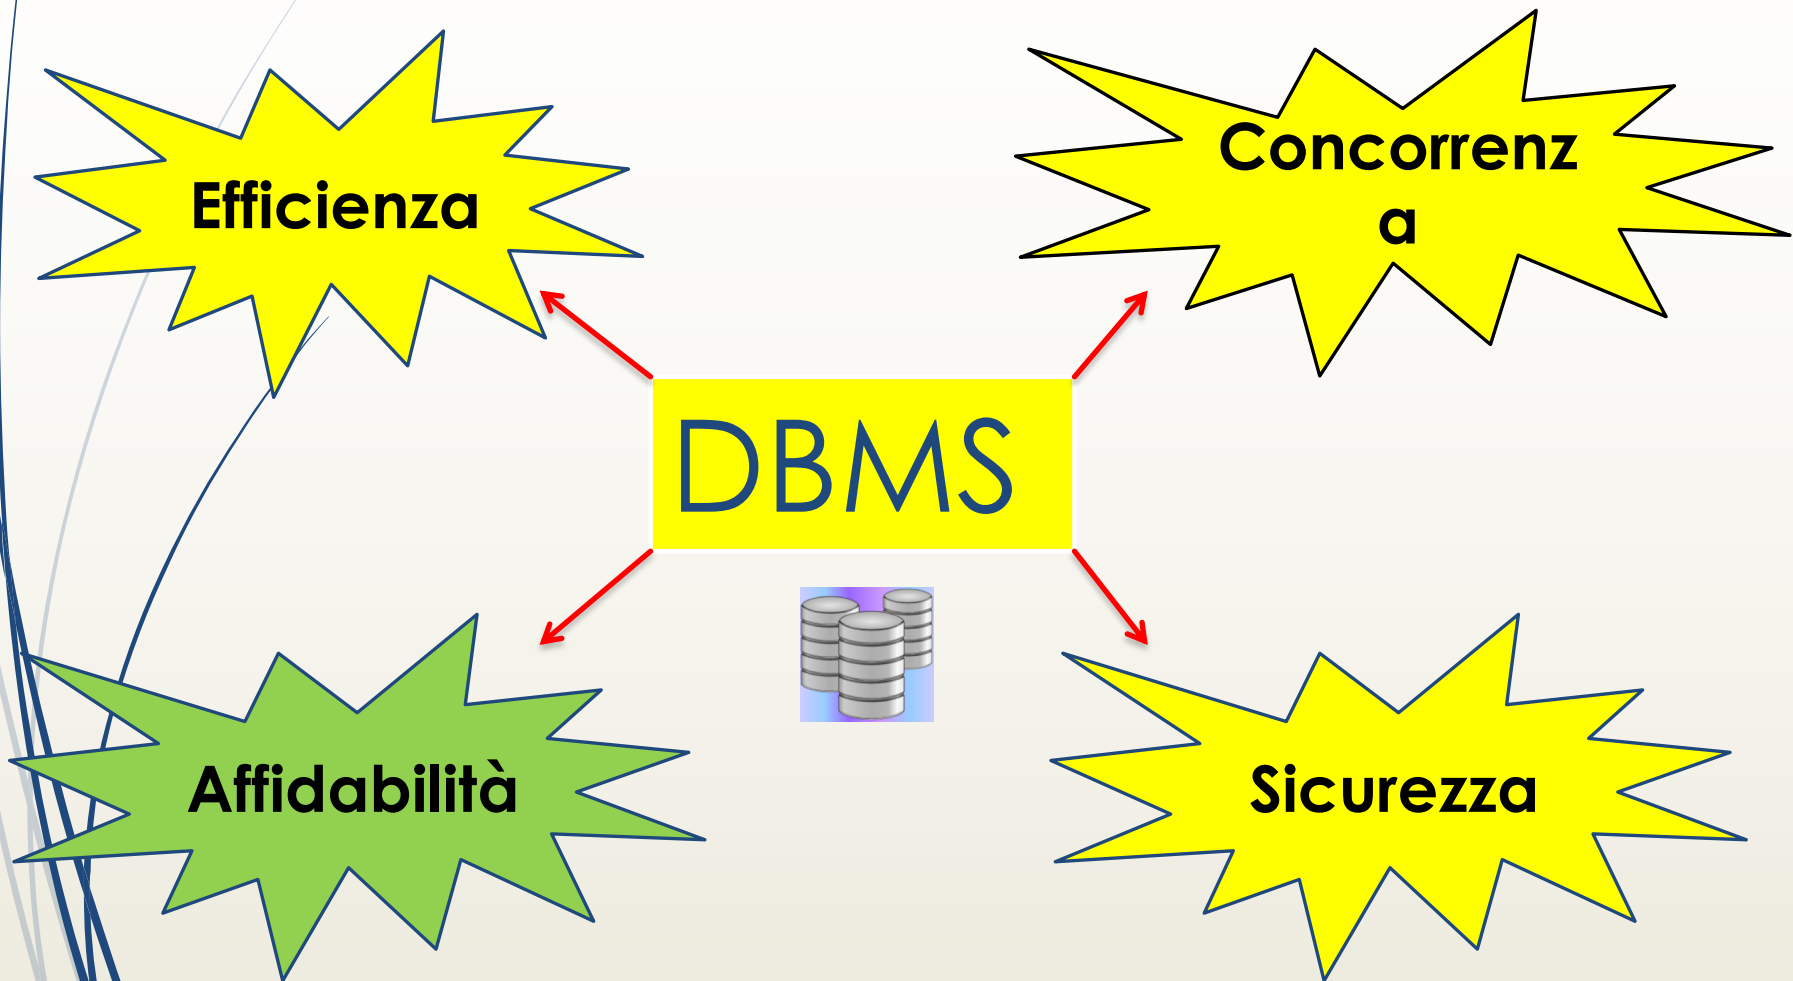 Efficienza
Concorrenz
a
DBMS
Affidabilità
Sicurezza